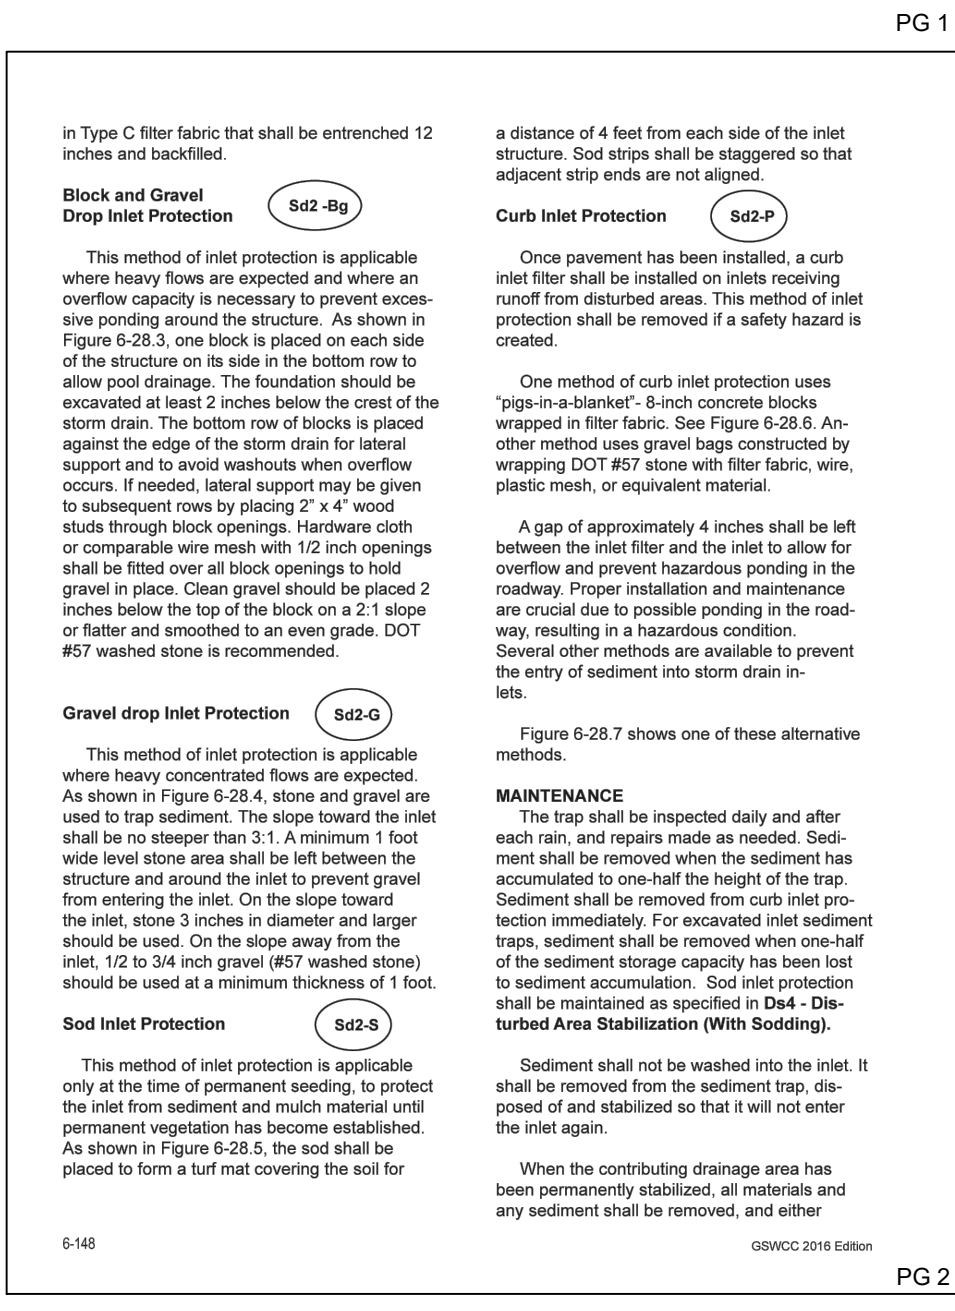 PG 1
in Type C filter fabric that shall be entrenched 12
inches and backfilled.
Block and Gravel
Drop Inlet Protection
Sd2 -Bg
This method of inlet protection is applicable
where heavy flows are expected and where an
overflow capacity is necessary to prevent exces-
sive ponding around the structure.  As shown in
Figure 6-28.3, one block is placed on each side
of the structure on its side in the bottom row to
allow pool drainage. The foundation should be
excavated at least 2 inches below the crest of the
storm drain. The bottom row of blocks is placed
against the edge of the storm drain for lateral
support and to avoid washouts when overflow
occurs. If needed, lateral support may be given
to subsequent rows by placing 2” x 4” wood
studs through block openings. Hardware cloth
or comparable wire mesh with 1/2 inch openings
shall be fitted over all block openings to hold
gravel in place. Clean gravel should be placed 2
inches below the top of the block on a 2:1 slope
or flatter and smoothed to an even grade. DOT
#57 washed stone is recommended.
Gravel drop Inlet Protection
Sd2-G
This method of inlet protection is applicable
where heavy concentrated flows are expected.
As shown in Figure 6-28.4, stone and gravel are
used to trap sediment. The slope toward the inlet
shall be no steeper than 3:1. A minimum 1 foot
wide level stone area shall be left between the
structure and around the inlet to prevent gravel
from entering the inlet. On the slope toward
the inlet, stone 3 inches in diameter and larger
should be used. On the slope away from the
inlet, 1/2 to 3/4 inch gravel (#57 washed stone)
should be used at a minimum thickness of 1 foot.
Sod Inlet Protection
Sd2-S
This method of inlet protection is applicable
only at the time of permanent seeding, to protect
the inlet from sediment and mulch material until
permanent vegetation has become established.
As shown in Figure 6-28.5, the sod shall be
placed to form a turf mat covering the soil for
a distance of 4 feet from each side of the inlet
structure. Sod strips shall be staggered so that
adjacent strip ends are not aligned.
Curb Inlet Protection
Sd2-P
Once pavement has been installed, a curb
inlet filter shall be installed on inlets receiving
runoff from disturbed areas. This method of inlet
protection shall be removed if a safety hazard is
created.
One method of curb inlet protection uses
“pigs-in-a-blanket”- 8-inch concrete blocks
wrapped in filter fabric. See Figure 6-28.6. An-
other method uses gravel bags constructed by
wrapping DOT #57 stone with filter fabric, wire,
plastic mesh, or equivalent material.
A gap of approximately 4 inches shall be left
between the inlet filter and the inlet to allow for
overflow and prevent hazardous ponding in the
roadway. Proper installation and maintenance
are crucial due to possible ponding in the road-
way, resulting in a hazardous condition.
Several other methods are available to prevent
the entry of sediment into storm drain in-
lets.
Figure 6-28.7 shows one of these alternative
methods.
MAINTENANCE
The trap shall be inspected daily and after
each rain, and repairs made as needed. Sedi-
ment shall be removed when the sediment has
accumulated to one-half the height of the trap.
Sediment shall be removed from curb inlet pro-
tection immediately. For excavated inlet sediment
traps, sediment shall be removed when one-half
of the sediment storage capacity has been lost
to sediment accumulation.  Sod inlet protection
shall be maintained as specified in Ds4 - Dis-
turbed Area Stabilization (With Sodding).
Sediment shall not be washed into the inlet. It
shall be removed from the sediment trap, dis-
posed of and stabilized so that it will not enter
the inlet again.
When the contributing drainage area has
been permanently stabilized, all materials and
any sediment shall be removed, and either
6-148
GSWCC 2016 Edition
PG 2